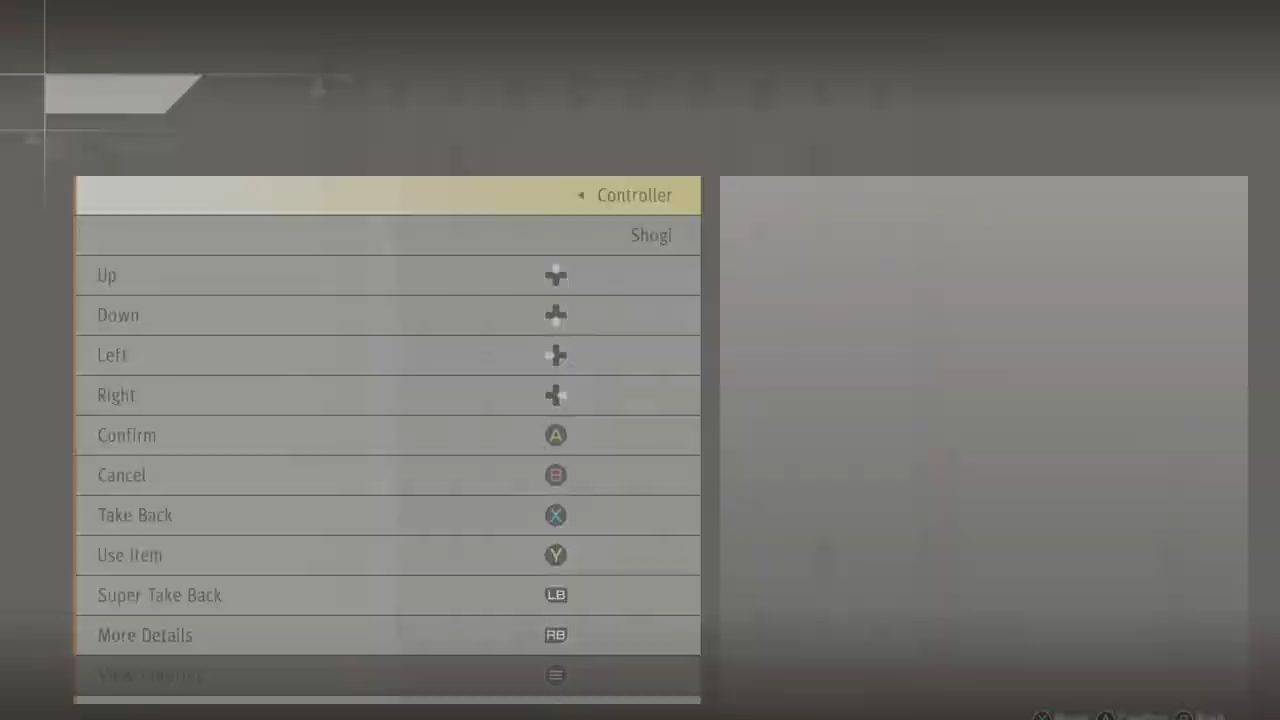 Controller
Shogi
Up
Down
Left
Right
Confirm
A
Cancel
B
Take Back
X
Use Item
Y
Super Take Back
LB
More Details
RB
View